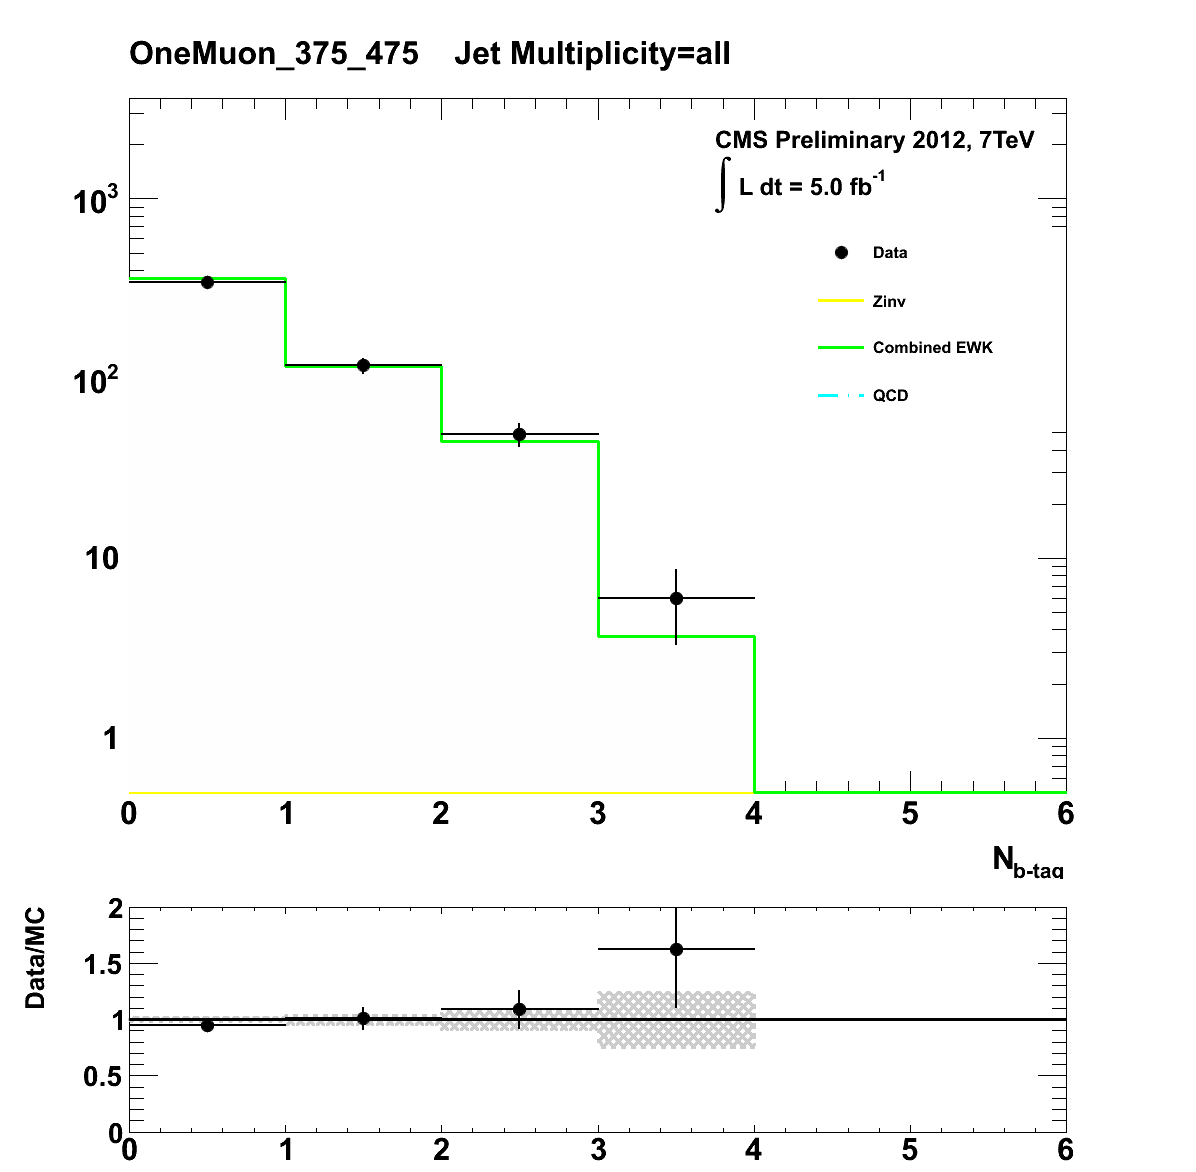 OneMuon_375_475 Jet Multiplicity=all
CMS Preliminary 2012, 7TeV
∫ L dt = 5.0 fb⁻¹
Data
Zinv
Combined EWK
QCD
10³
10²
10
1
0 1 2 3 4 5 6
N_b-tag
Data/MC
2
1.5
1
0.5
0
0 1 2 3 4 5 6